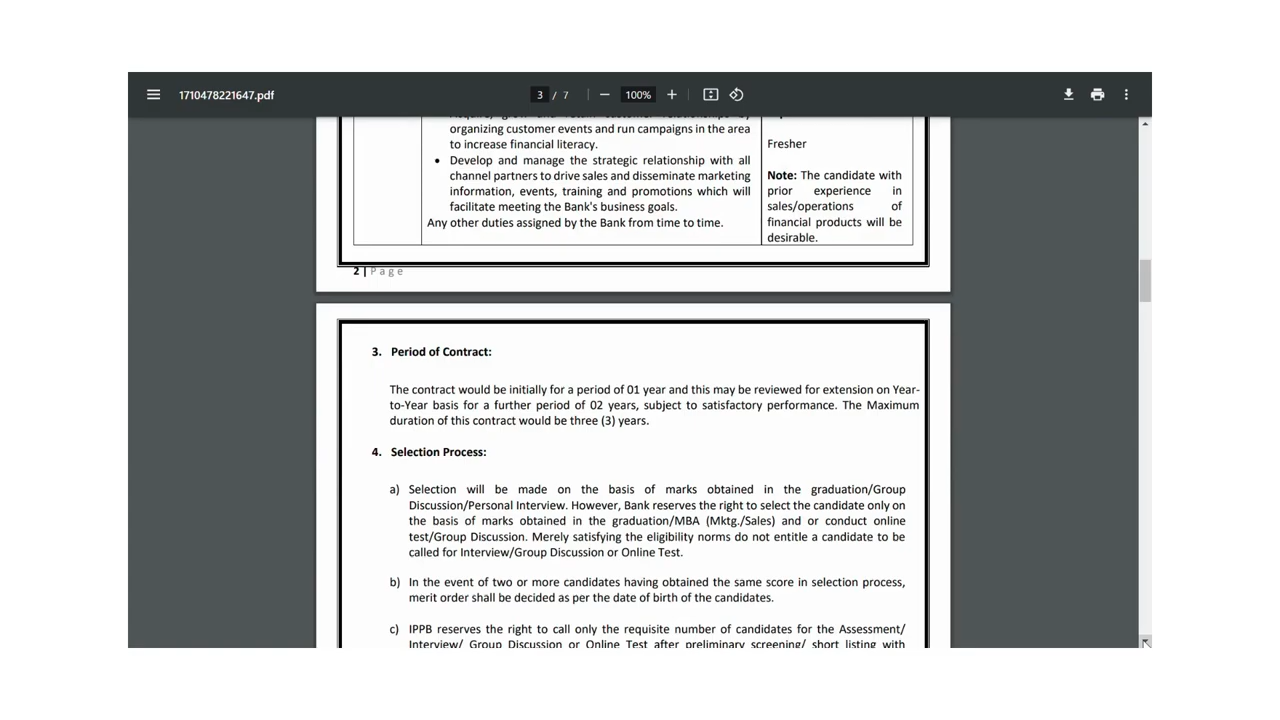 1710478221647.pdf
3 / 7
100%
organizing customer events and run campaigns in the area
to increase financial literacy.
• Develop and manage the strategic relationship with all
channel partners to drive sales and disseminate marketing
information, events, training and promotions which will
facilitate meeting the Bank's business goals.
Any other duties assigned by the Bank from time to time.
Fresher
Note: The candidate with
prior experience in
sales/operations of
financial products will be
desirable.
2 | Page
3. Period of Contract:
The contract would be initially for a period of 01 year and this may be reviewed for extension on Year-
to-Year basis for a further period of 02 years, subject to satisfactory performance. The Maximum
duration of this contract would be three (3) years.
4. Selection Process:
a) Selection will be made on the basis of marks obtained in the graduation/Group
Discussion/Personal Interview. However, Bank reserves the right to select the candidate only on
the basis of marks obtained in the graduation/MBA (Mktg./Sales) and or conduct online
test/Group Discussion. Merely satisfying the eligibility norms do not entitle a candidate to be
called for Interview/Group Discussion or Online Test.
b) In the event of two or more candidates having obtained the same score in selection process,
merit order shall be decided as per the date of birth of the candidates.
c) IPPB reserves the right to call only the requisite number of candidates for the Assessment/
Interview/ Group Discussion or Online Test after preliminary screening/ short listing with